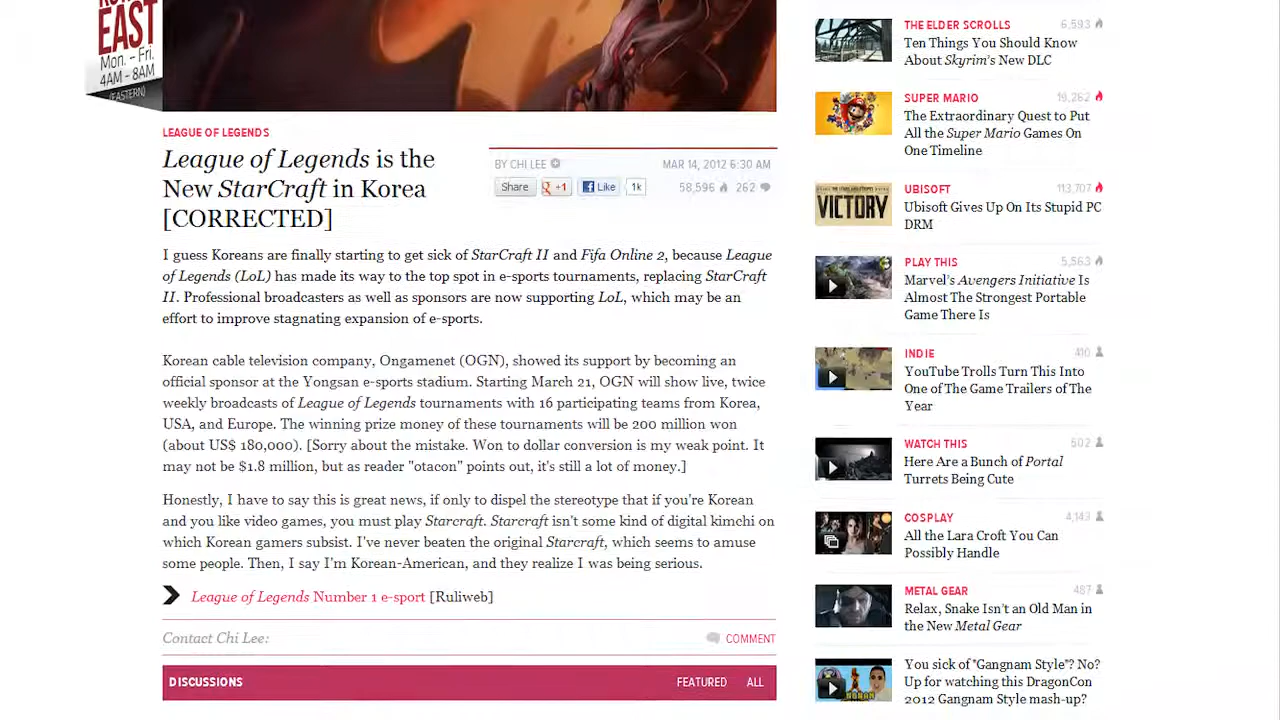 EAST
Mon. – Fri.
4AM – 8AM
(EASTERN)
LEAGUE OF LEGENDS
League of Legends is the
New StarCraft in Korea
[CORRECTED]
BY CHI LEE
MAR 14, 2012 6:30 AM
Share
+1
Like
1k
58,596
262
I guess Koreans are finally starting to get sick of StarCraft II and Fifa Online 2, because League
of Legends (LoL) has made its way to the top spot in e-sports tournaments, replacing StarCraft
II. Professional broadcasters as well as sponsors are now supporting LoL, which may be an
effort to improve stagnating expansion of e-sports.
Korean cable television company, Ongamenet (OGN), showed its support by becoming an
official sponsor at the Yongsan e-sports stadium. Starting March 21, OGN will show live, twice
weekly broadcasts of League of Legends tournaments with 16 participating teams from Korea,
USA, and Europe. The winning prize money of these tournaments will be 200 million won
(about US$ 180,000). [Sorry about the mistake. Won to dollar conversion is my weak point. It
may not be $1.8 million, but as reader "otacon" points out, it's still a lot of money.]
Honestly, I have to say this is great news, if only to dispel the stereotype that if you're Korean
and you like video games, you must play Starcraft. Starcraft isn't some kind of digital kimchi on
which Korean gamers subsist. I've never beaten the original Starcraft, which seems to amuse
some people. Then, I say I'm Korean-American, and they realize I was being serious.
League of Legends Number 1 e-sport [Ruliweb]
Contact Chi Lee:
COMMENT
DISCUSSIONS
FEATURED
ALL
THE ELDER SCROLLS
6,593
Ten Things You Should Know
About Skyrim's New DLC
SUPER MARIO
19,262
The Extraordinary Quest to Put
All the Super Mario Games On
One Timeline
VICTORY
UBISOFT
113,707
Ubisoft Gives Up On Its Stupid PC
DRM
PLAY THIS
5,563
Marvel's Avengers Initiative Is
Almost The Strongest Portable
Game There Is
INDIE
410
YouTube Trolls Turn This Into
One of The Game Trailers of The
Year
WATCH THIS
502
Here Are a Bunch of Portal
Turrets Being Cute
COSPLAY
4,143
All the Lara Croft You Can
Possibly Handle
METAL GEAR
487
Relax, Snake Isn't an Old Man in
the New Metal Gear
You sick of "Gangnam Style"? No?
Up for watching this DragonCon
2012 Gangnam Style mash-up?